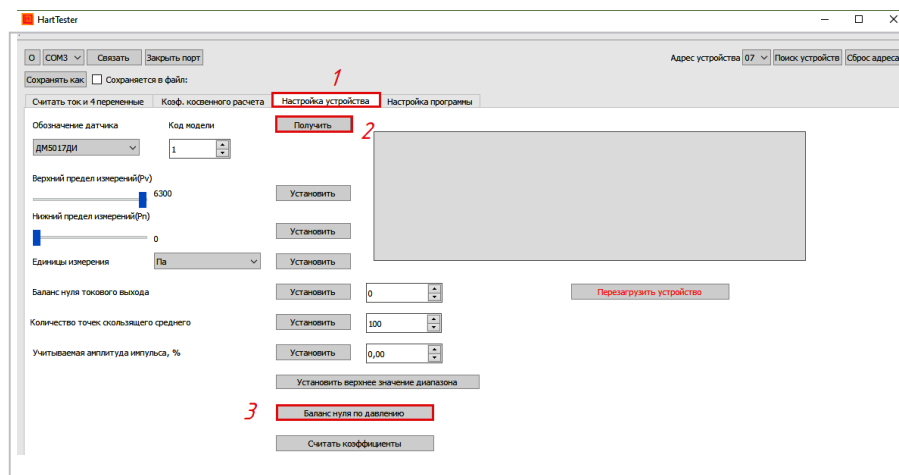 HartTester
О COM3 Связать Закрыть порт Адрес устройства 07 Поиск устройств Сброс адреса
Сохранять как Сохраняется в файл:
1
Считать ток и 4 переменные Коэф. косвенного расчета Настройка устройства Настройка программы
Обозначение датчика Код модели Получить 2
ДМ5017ДИ 1
Верхний предел измерений(Pv)
6300 Установить
Нижний предел измерений(Pn)
0 Установить
Единицы измерения Па Установить
Баланс нуля токового выхода Установить 0 Перезагрузить устройство
Количество точек скользящего среднего Установить 100
Учитываемая амплитуда импульса, % Установить 0,00
Установить верхнее значение диапазона
3 Баланс нуля по давлению
Считать коэффициенты